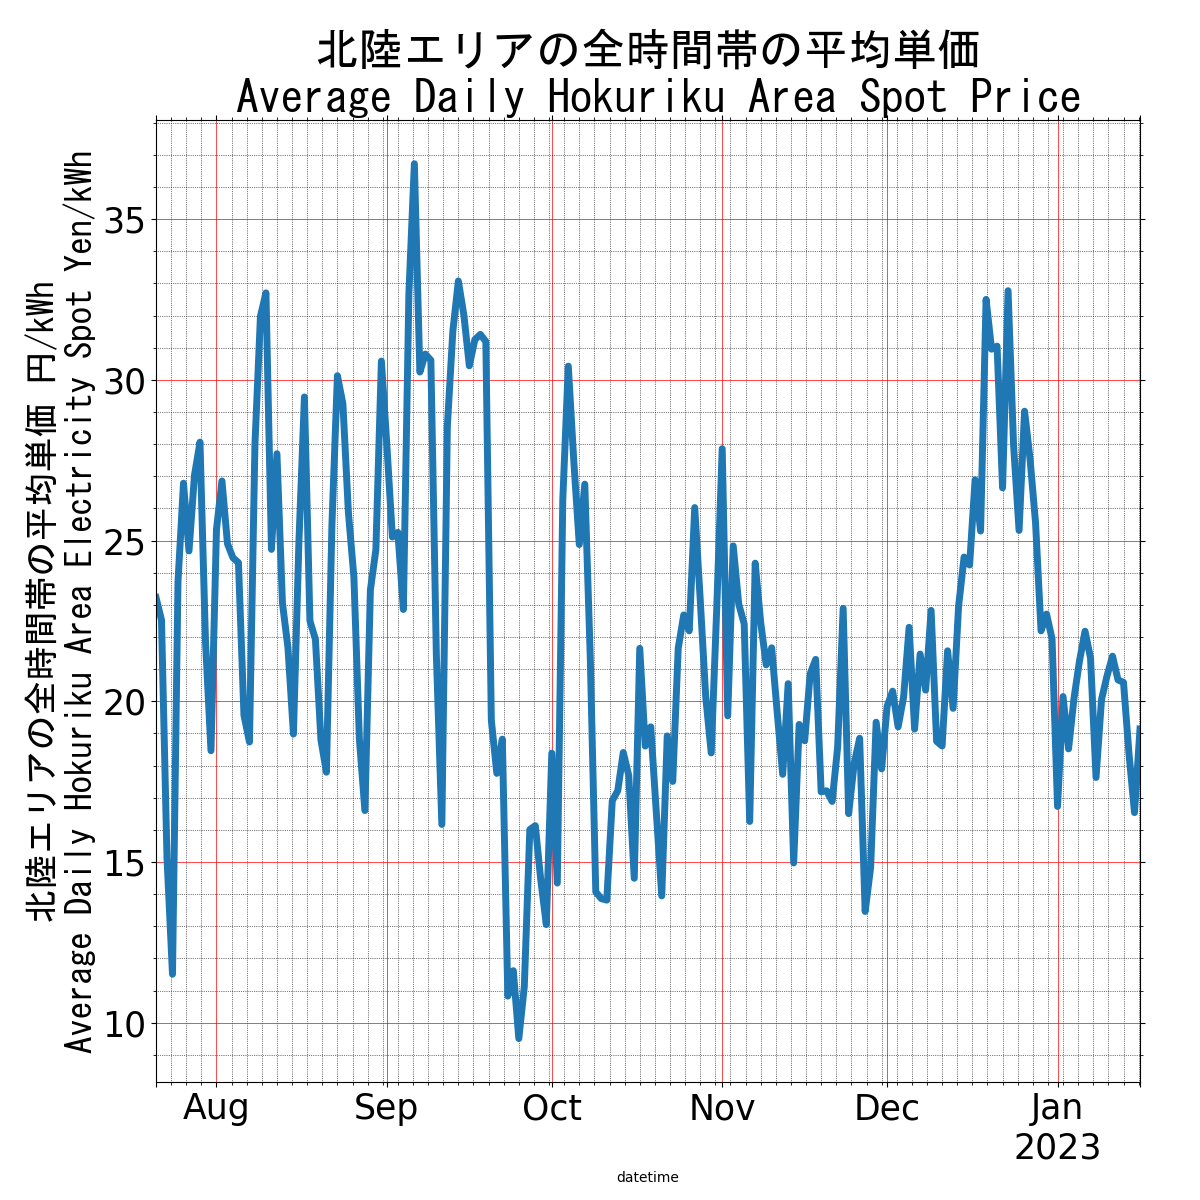 北陸エリアの全時間帯の平均単価
Average Daily Hokuriku Area Spot Price
北陸エリアの全時間帯の平均単価 円/kWh
Average Daily Hokuriku Area Electricity Spot Yen/kWh
35
30
25
20
15
10
Aug Sep Oct Nov Dec Jan
2023
datetime